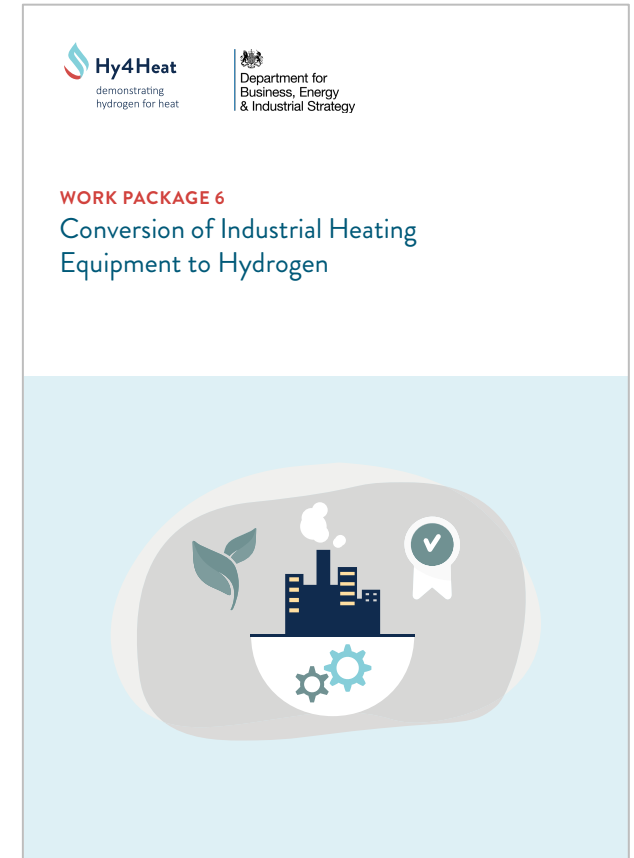 Hy4Heat
demonstrating
hydrogen for heat
Department for
Business, Energy
& Industrial Strategy
WORK PACKAGE 6
Conversion of Industrial Heating
Equipment to Hydrogen